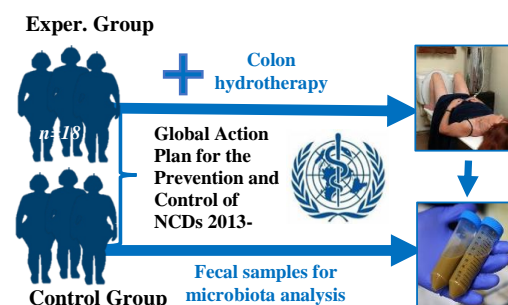 Exper. Group
Colon
hydrotherapy
n=18
Global Action
Plan for the
Prevention and
Control of
NCDs 2013-
Fecal samples for
microbiota analysis
Control Group